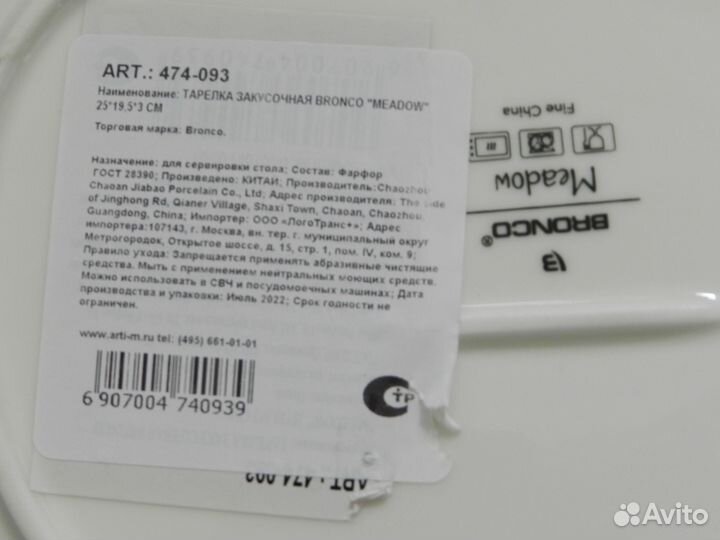 ART.: 474-093
Наименование: ТАРЕЛКА ЗАКУСОЧНАЯ BRONCO "MEADOW"
25*19,5*3 СМ
Торговая марка: Bronco.
Назначение: для сервировки стола; Состав: Фарфор
ГОСТ 28390; Произведено: КИТАЙ; Производитель:Chaozhou
Chaoan Jiabao Porcelain Co., Ltd; Адрес производителя: The side
of Jinghong Rd, Qianer Village, Shaxi Town, Chaoan, Chaozhou,
Guangdong, China; Импортер: ООО «ЛогоТранс+»; Адрес
импортера:107143, г. Москва, вн. тер. г. муниципальный округ
Метрогородок, Открытое шоссе, д. 15, стр. 1, пом. IV, ком. 9;
Правило ухода: Запрещается применять абразивные чистящие
средства. Мыть с применением нейтральных моющих средств.
Можно использовать в СВЧ и посудомоечных машинах; Дата
производства и упаковки: Июль 2022; Срок годности не
ограничен.
www.arti-m.ru tel: (495) 661-01-01
6 907004 740939
СТР
Fine China
Meadow
BRONCO®
Avito